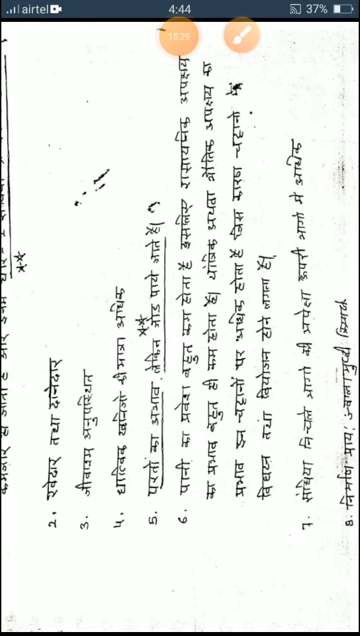 airtel 4:44 37%
15:29
2. रवेदार तथा दानेदार
3. जीवाश्म अनुपस्थित
4. धात्विक खनिजों की मात्रा अधिक
5. परतों का अभाव लेकिन जोड़ पाये जाते हैं।
6. पानी का प्रवेश बहुत कम होता है इसलिए रासायनिक अपक्षय
का प्रभाव बहुत ही कम होता है। यांत्रिक अथवा भौतिक अपक्षय का
प्रभाव इन चट्टानों पर अधिक होता है जिस कारण चट्टानों में
विघटन तथा वियोजन होने लगता है।
7. संधिया निचले भागों की अपेक्षा ऊपरी भागों में अधिक
8. निर्माण प्रायः ज्वालामुखी